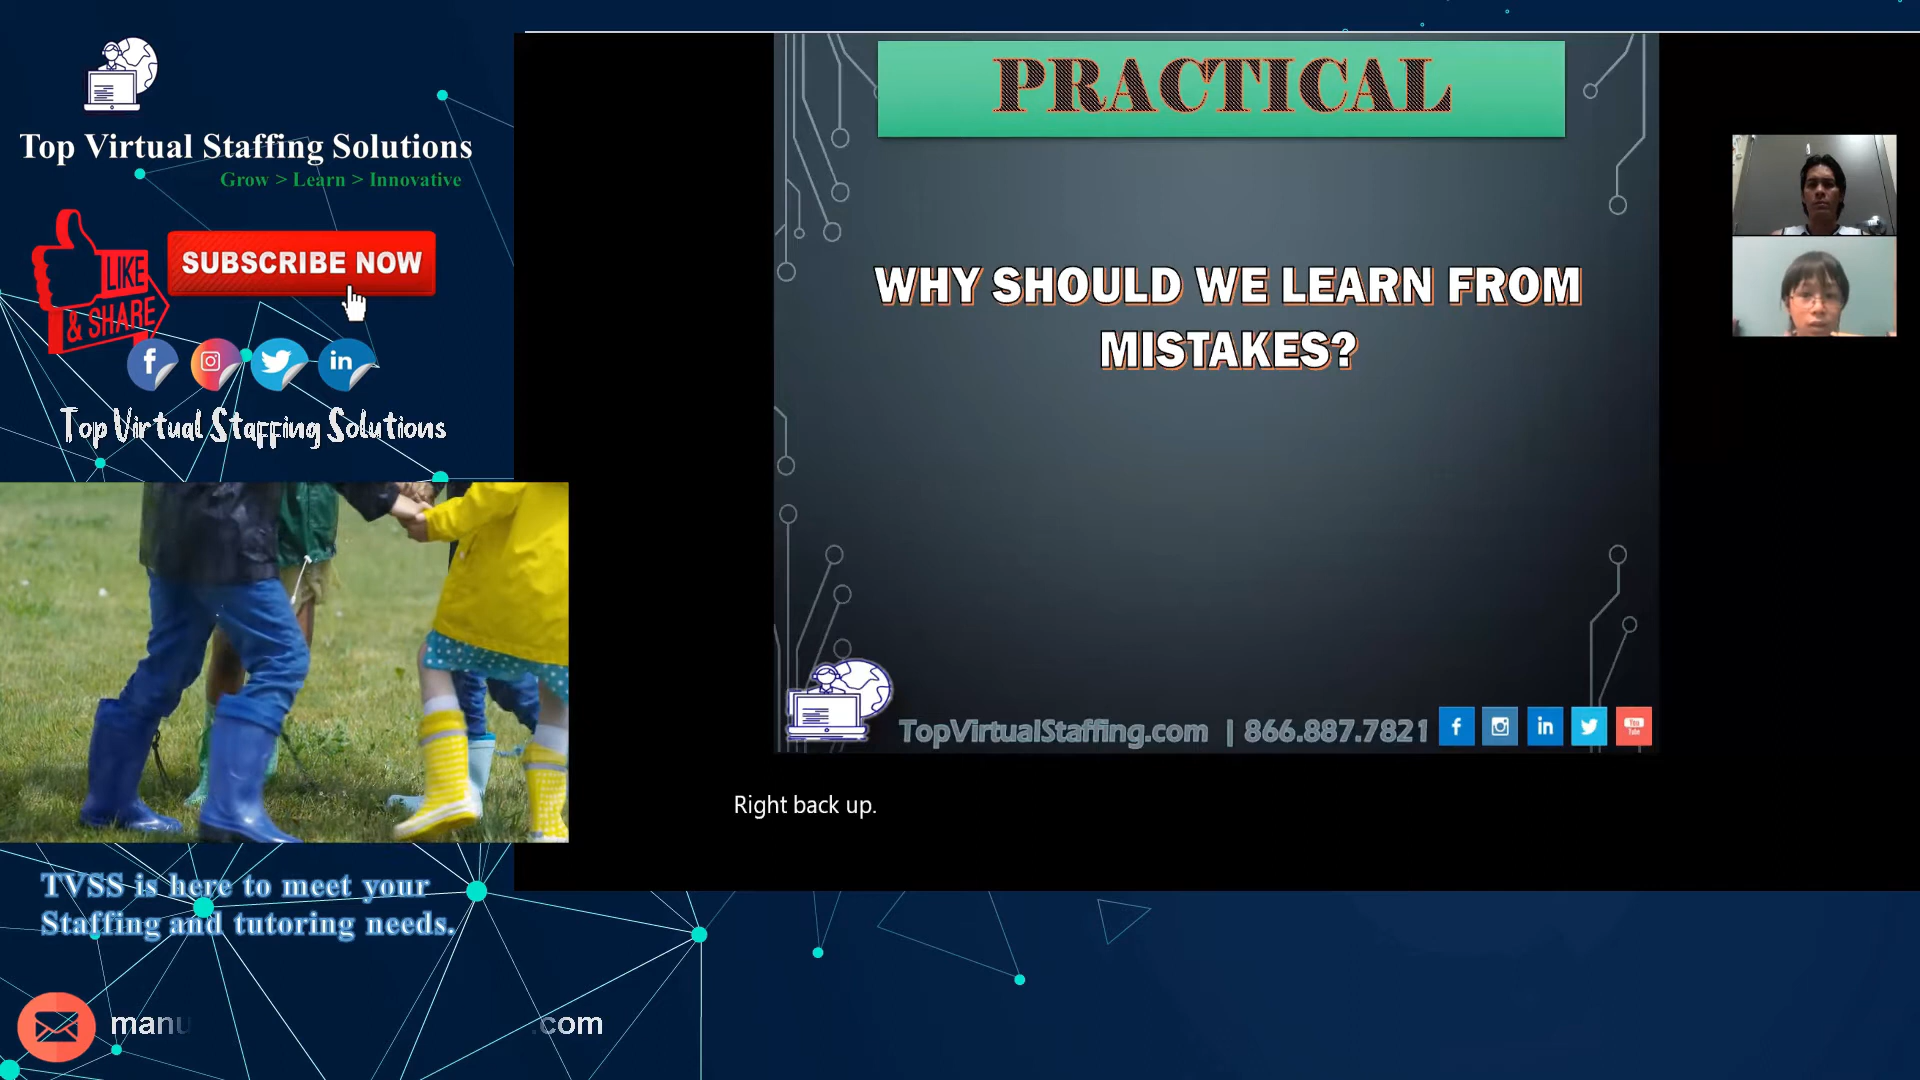 Top Virtual Staffing Solutions
Grow > Learn > Innovative
LIKE
& SHARE
SUBSCRIBE NOW
Top Virtual Staffing Solutions
TVSS is here to meet your
Staffing and tutoring needs.
manu
.com
PRACTICAL
WHY SHOULD WE LEARN FROM
MISTAKES?
TopVirtualStaffing.com | 866.887.7821
You
Tube
Right back up.